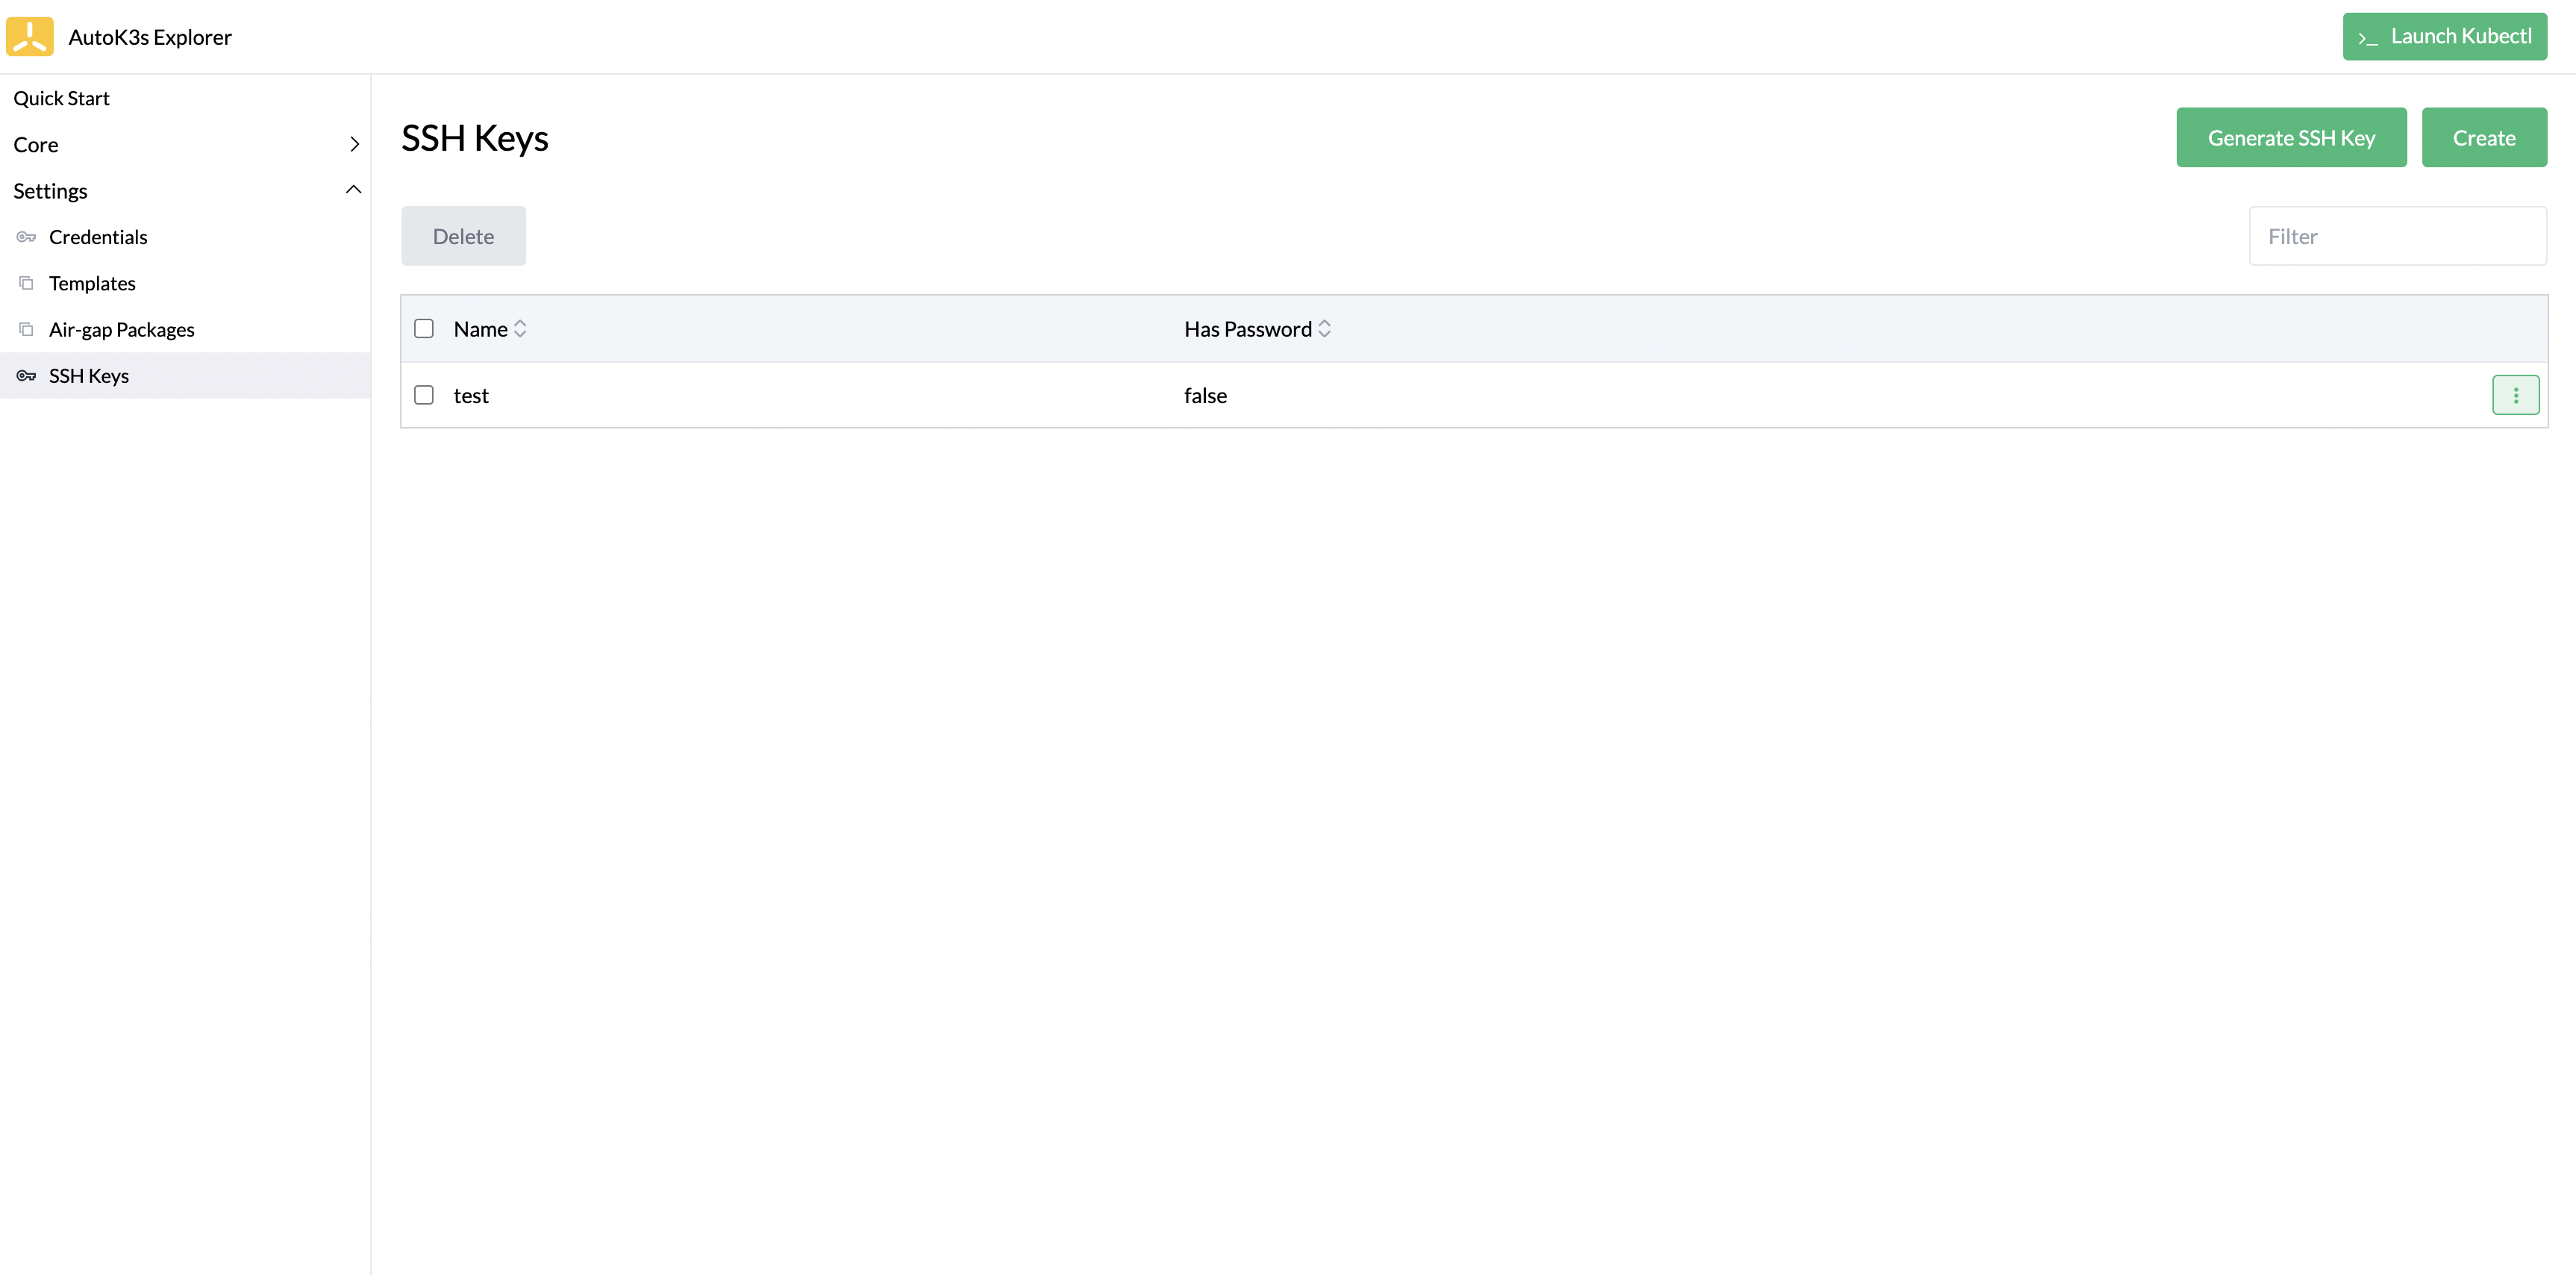 AutoK3s Explorer
>_ Launch Kubectl
Quick Start
Core
Settings
Credentials
Templates
Air-gap Packages
SSH Keys
SSH Keys
Generate SSH Key
Create
Delete
Filter
Name
Has Password
test
false